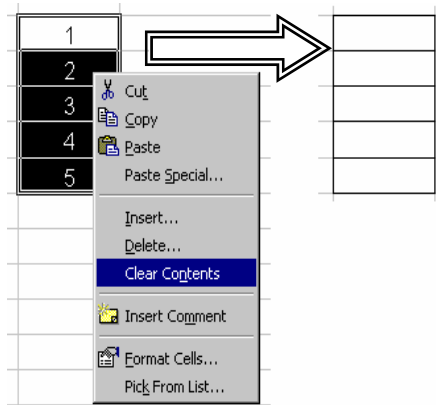 1
2
3
4
5
Cut
Copy
Paste
Paste Special...
Insert...
Delete...
Clear Contents
Insert Comment
Format Cells...
Pick From List...